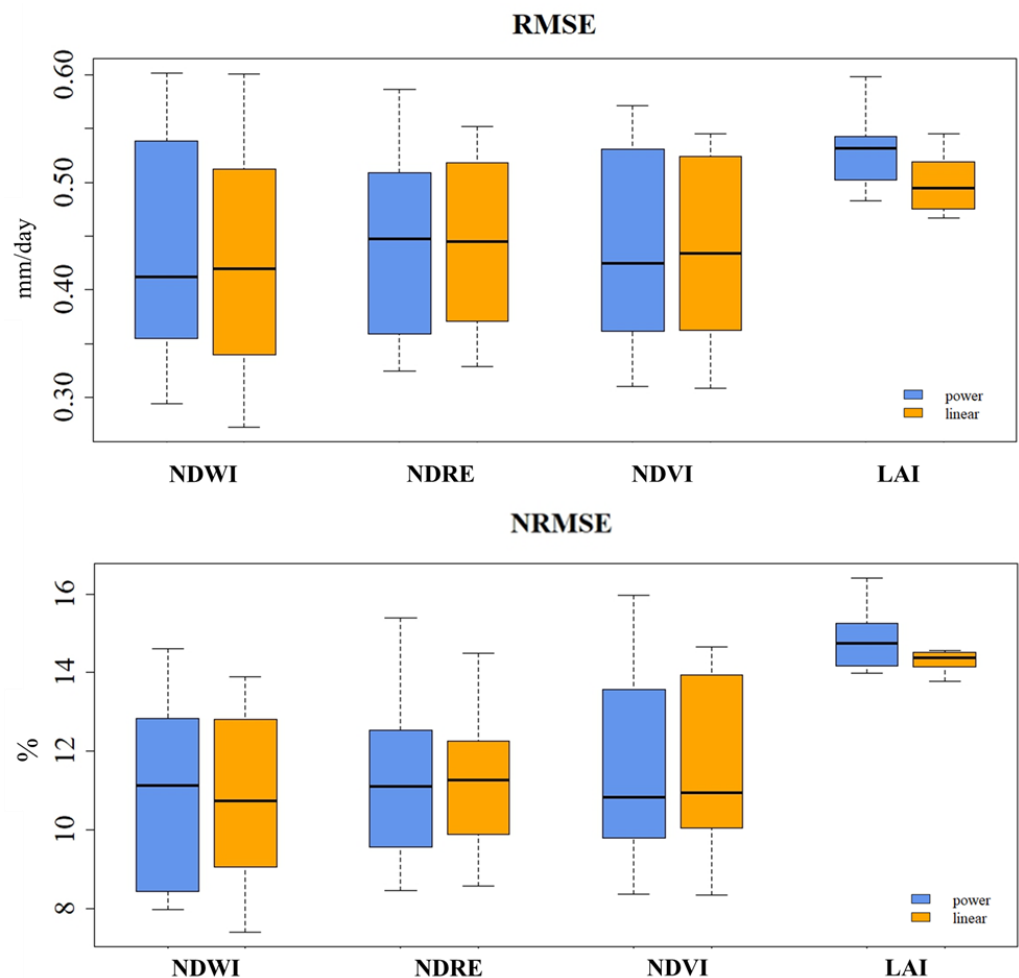 RMSE
mm/day
0.60
0.50
0.40
0.30
power
linear
NDWI NDRE NDVI LAI
NRMSE
%
16
14
12
10
8
power
linear
NDWI NDRE NDVI LAI